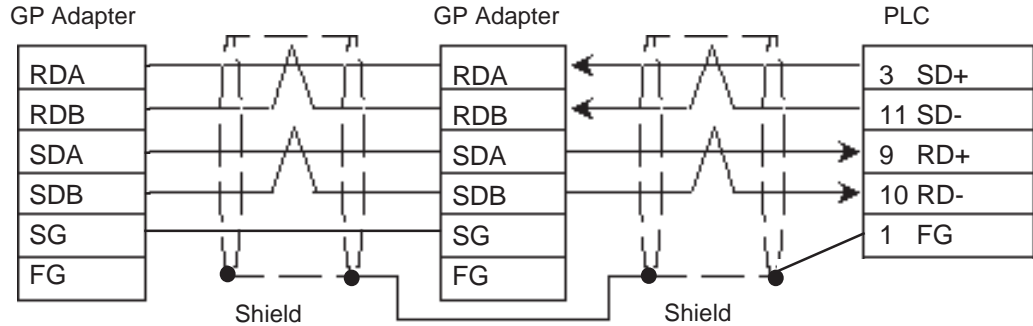 GP Adapter GP Adapter PLC
RDA RDA 3 SD+
RDB RDB 11 SD-
SDA SDA 9 RD+
SDB SDB 10 RD-
SG SG 1 FG
FG FG
Shield Shield